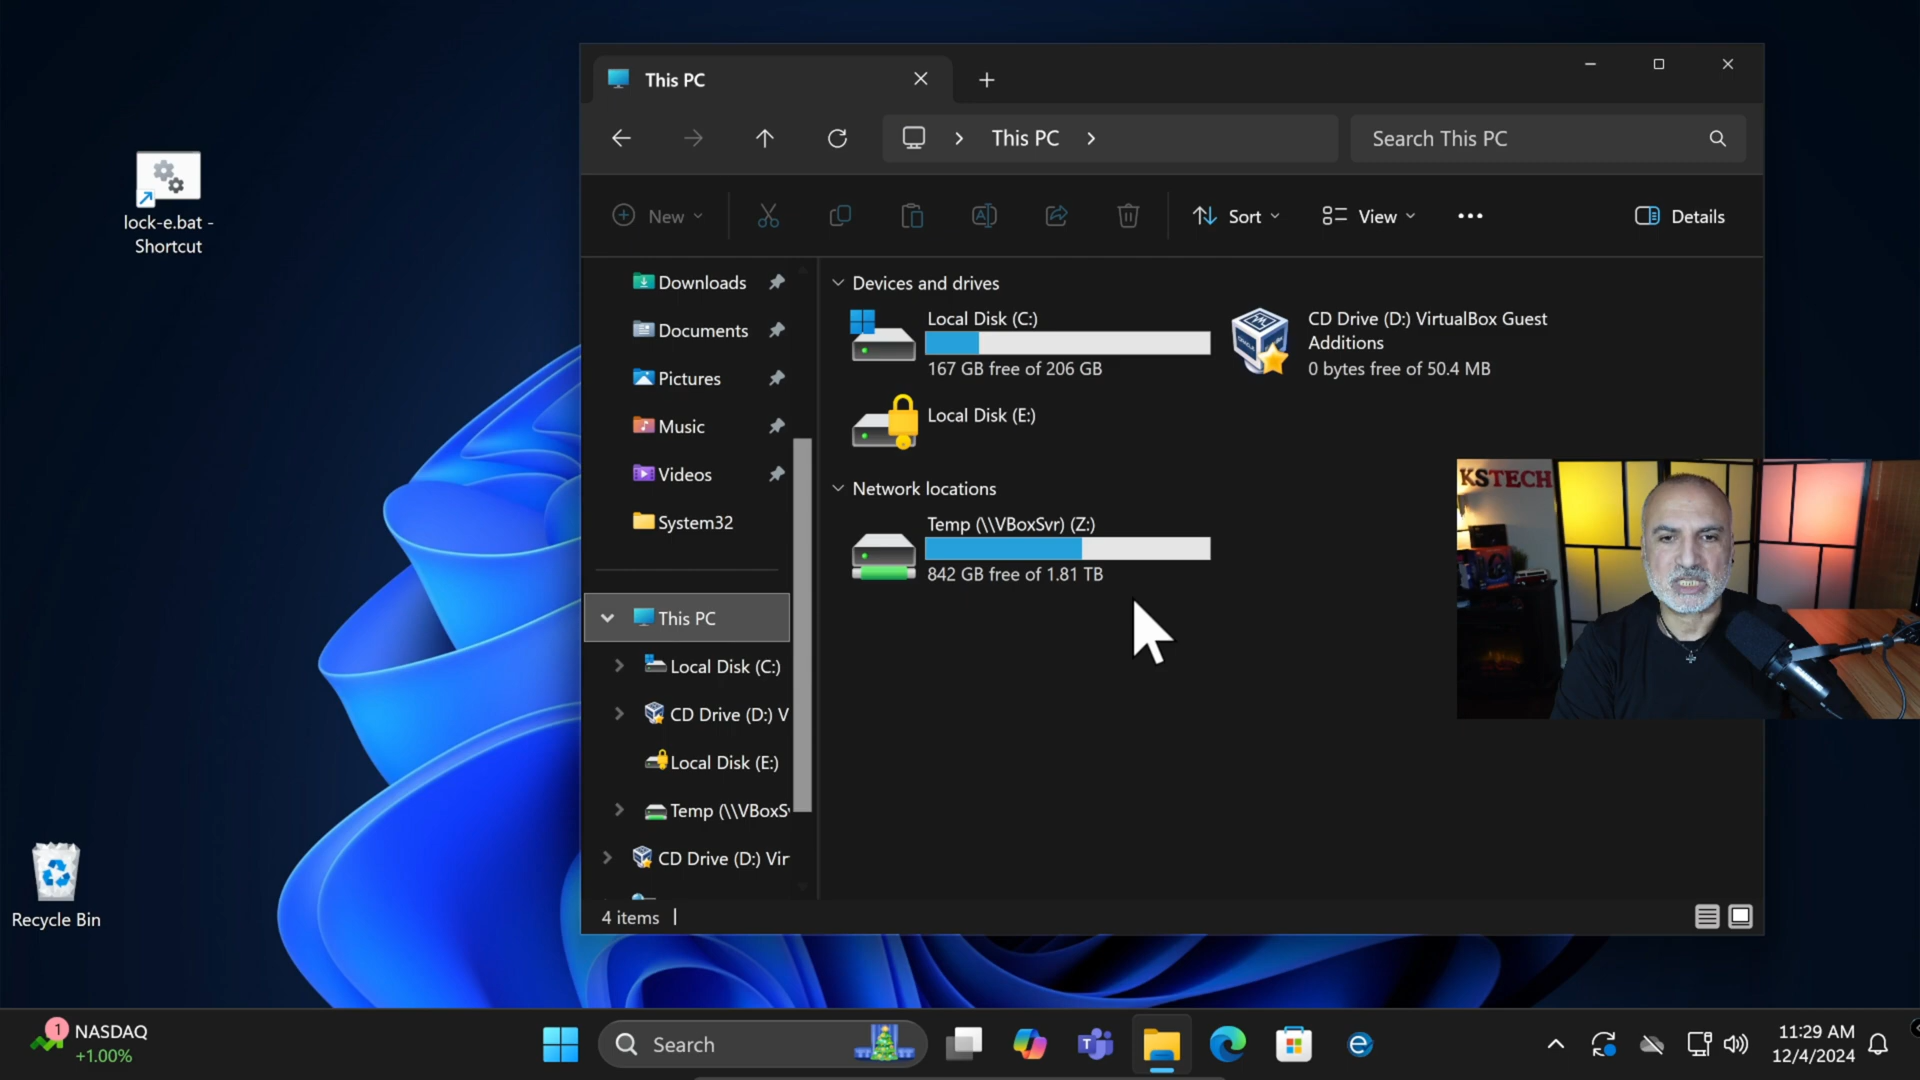 This PC
This PC
Search This PC
New
Sort
View
Details
lock-e.bat -
Shortcut
Recycle Bin
Downloads
Documents
Pictures
Music
Videos
System32
This PC
Local Disk (C:)
CD Drive (D:) V
Local Disk (E:)
Temp (\\VBoxSv
CD Drive (D:) Vir
Devices and drives
Local Disk (C:)
167 GB free of 206 GB
CD Drive (D:) VirtualBox Guest
Additions
0 bytes free of 50.4 MB
Local Disk (E:)
Network locations
Temp (\\VBoxSvr) (Z:)
842 GB free of 1.81 TB
KSTECH
4 items
1
NASDAQ
+1.00%
Search
11:29 AM
12/4/2024